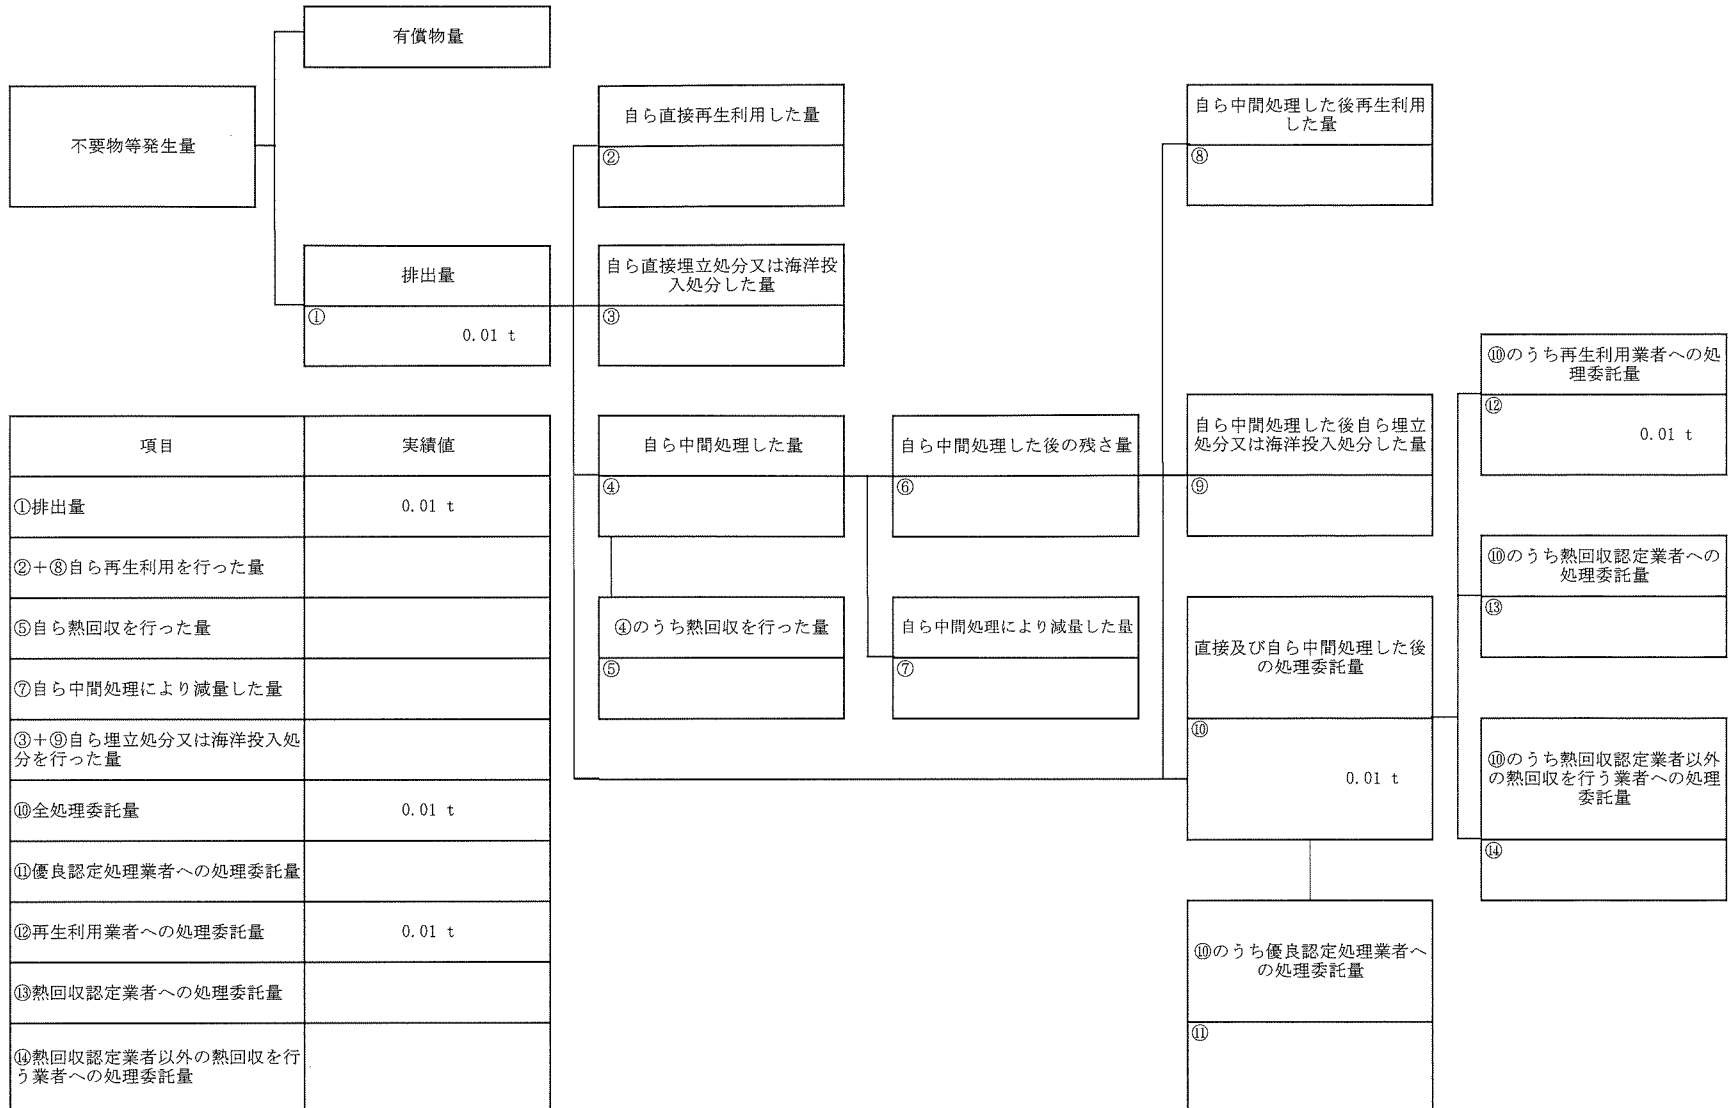 有償物量
不要物等発生量
自ら直接再生利用した量
②
自ら中間処理した後再生利用
した量
⑧
排出量
①
0.01 t
自ら直接埋立処分又は海洋投
入処分した量
③
⑩のうち再生利用業者への処
理委託量
⑫
0.01 t
自ら中間処理した量
④
自ら中間処理した後の残さ量
⑥
自ら中間処理した後自ら埋立
処分又は海洋投入処分した量
⑨
⑩のうち熱回収認定業者への
処理委託量
⑬
④のうち熱回収を行った量
⑤
自ら中間処理により減量した量
⑦
直接及び自ら中間処理した後
の処理委託量
⑩
0.01 t
⑩のうち熱回収認定業者以外
の熱回収を行う業者への処理
委託量
⑭
⑩のうち優良認定処理業者へ
の処理委託量
⑪
項目 実績値
①排出量 0.01 t
②+⑧自ら再生利用を行った量
⑤自ら熱回収を行った量
⑦自ら中間処理により減量した量
③+⑨自ら埋立処分又は海洋投入処
分を行った量
⑩全処理委託量 0.01 t
⑪優良認定処理業者への処理委託量
⑫再生利用業者への処理委託量 0.01 t
⑬熱回収認定業者への処理委託量
⑭熱回収認定業者以外の熱回収を行
う業者への処理委託量